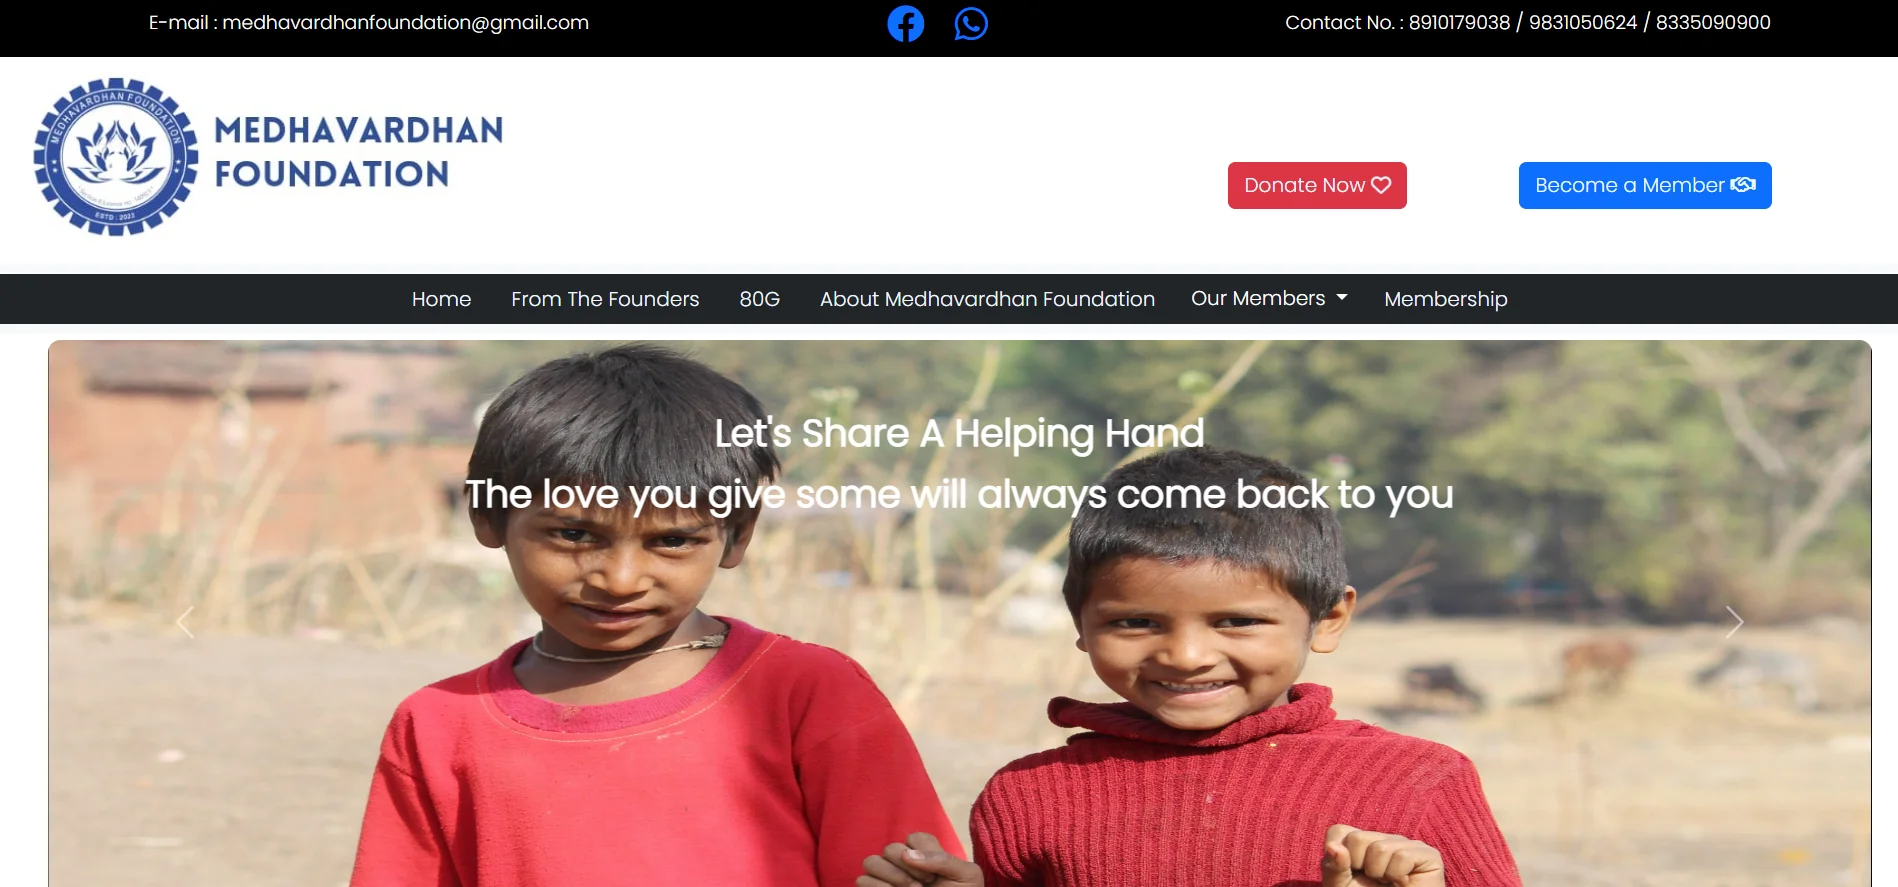 E-mail : medhavardhanfoundation@gmail.com
Contact No. : 8910179038 / 9831050624 / 8335090900
MEDHAVARDHAN FOUNDATION
ESTD : 2023
MEDHAVARDHAN
FOUNDATION
Donate Now
Become a Member
Home
From The Founders
80G
About Medhavardhan Foundation
Our Members
Membership
Let's Share A Helping Hand
The love you give some will always come back to you